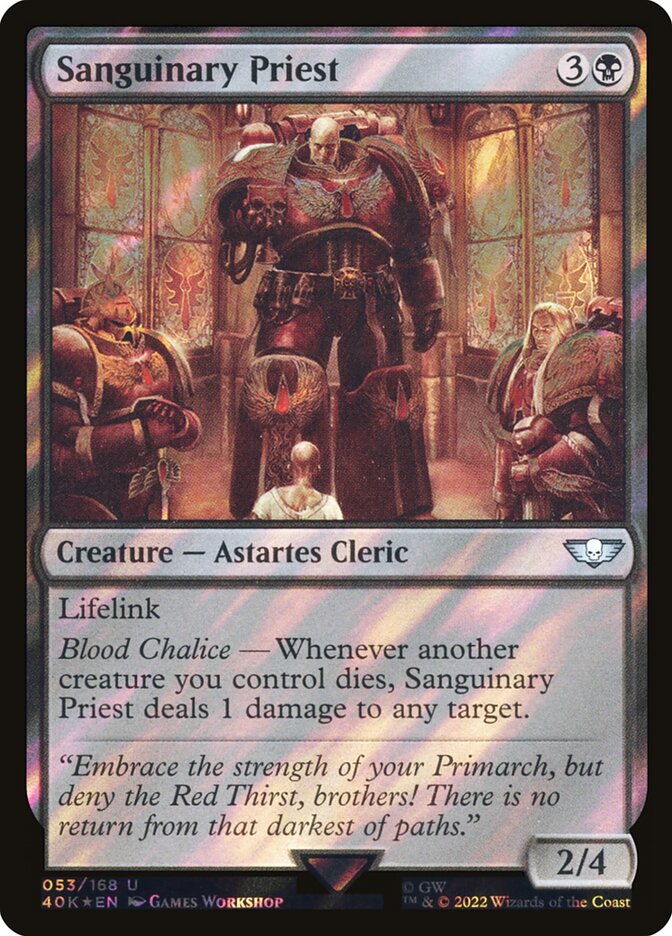 Sanguinary Priest 3
Creature — Astartes Cleric
Lifelink
Blood Chalice — Whenever another
creature you control dies, Sanguinary
Priest deals 1 damage to any target.
“Embrace the strength of your Primarch, but
deny the Red Thirst, brothers! There is no
return from that darkest of paths.”
2/4
053/168 U © GW
40K★EN GAMES WORKSHOP ™ & © 2022 Wizards of the Coast